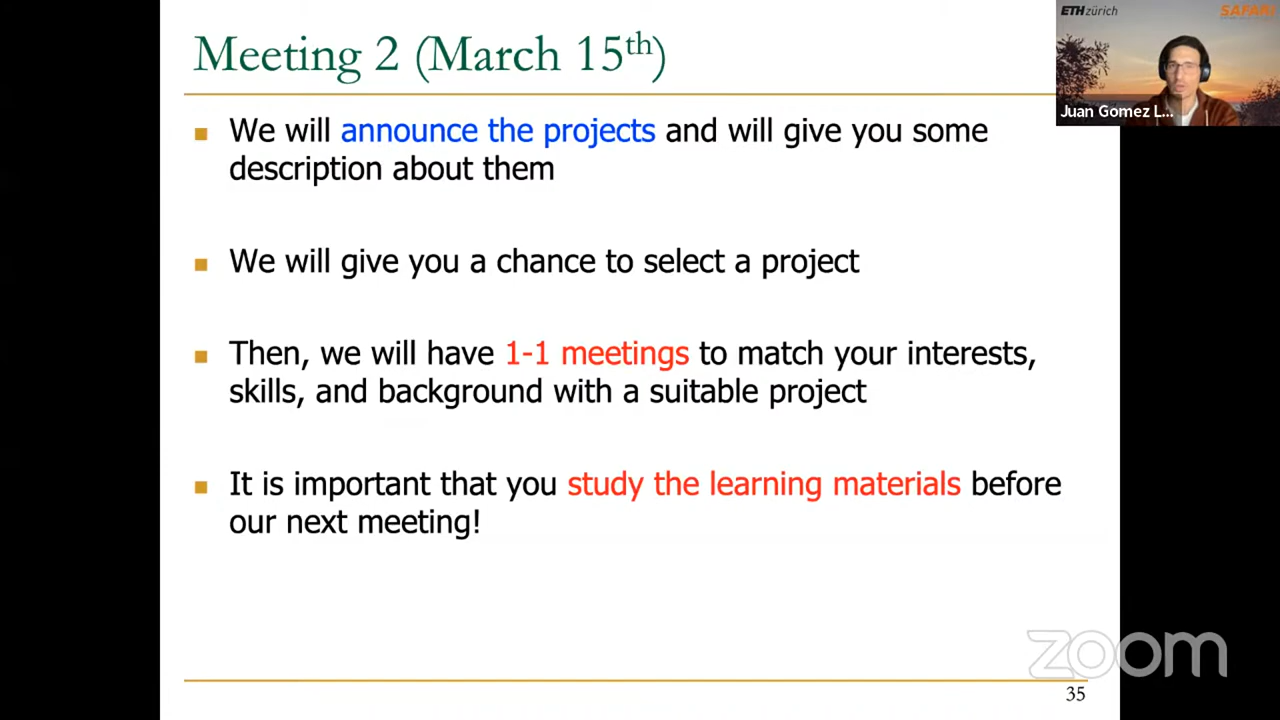 Meeting 2 (March 15th)
ETH zürich
SAFARI
Juan Gomez L...
We will announce the projects and will give you some
description about them
We will give you a chance to select a project
Then, we will have 1-1 meetings to match your interests,
skills, and background with a suitable project
It is important that you study the learning materials before
our next meeting!
zoom
35